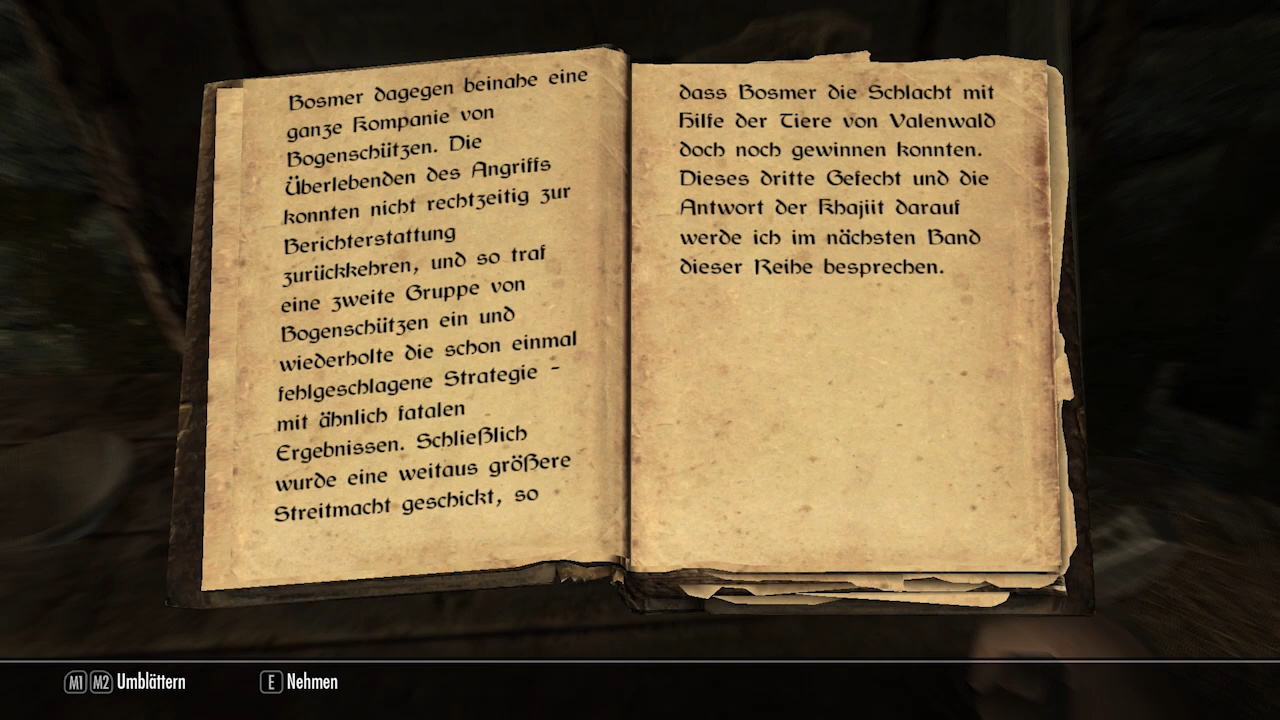 Bosmer dagegen beinahe eine
ganze Kompanie von
Bogenschützen. Die
Überlebenden des Angriffs
konnten nicht rechtzeitig zur
Berichterstattung
zurückkehren, und so traf
eine zweite Gruppe von
Bogenschützen ein und
wiederholte die schon einmal
fehlgeschlagene Strategie -
mit ähnlich fatalen
Ergebnissen. Schließlich
wurde eine weitaus größere
Streitmacht geschickt, so
dass Bosmer die Schlacht mit
Hilfe der Tiere von Valenwald
doch noch gewinnen konnten.
Dieses dritte Gefecht und die
Antwort der Khajiit darauf
werde ich im nächsten Band
dieser Reihe besprechen.
M1 M2 Umblättern E Nehmen